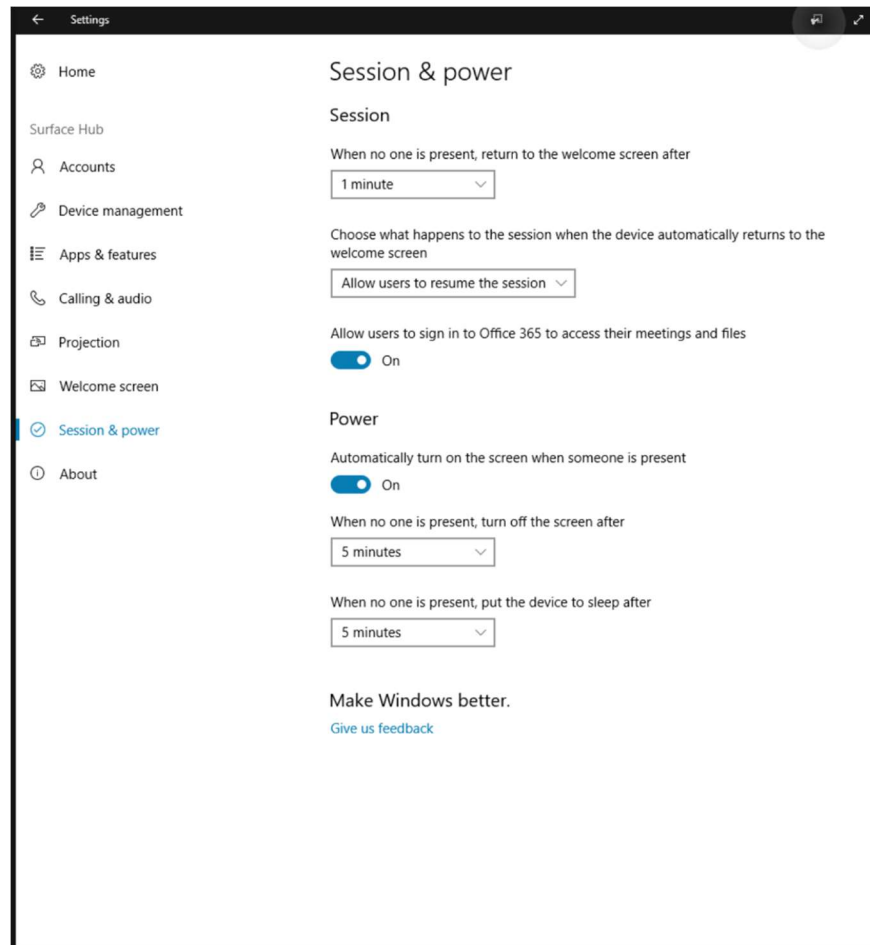 Settings
Home
Surface Hub
Accounts
Device management
Apps & features
Calling & audio
Projection
Welcome screen
Session & power
About
Session & power
Session
When no one is present, return to the welcome screen after
1 minute
Choose what happens to the session when the device automatically returns to the
welcome screen
Allow users to resume the session
Allow users to sign in to Office 365 to access their meetings and files
On
Power
Automatically turn on the screen when someone is present
On
When no one is present, turn off the screen after
5 minutes
When no one is present, put the device to sleep after
5 minutes
Make Windows better.
Give us feedback